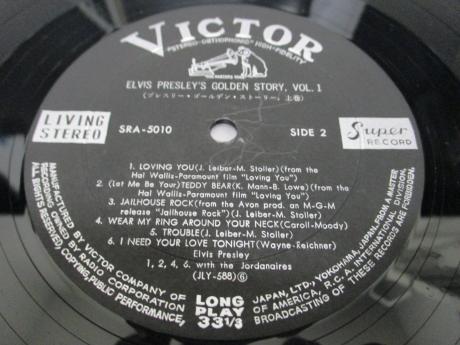 VICTOR
"STEREO-ORTHOPHONIC" HIGH-FIDELITY
ELVIS PRESLEY'S GOLDEN STORY, VOL. 1
(プレスリー・ゴールデン・ストーリー：上巻)
LIVING STEREO
SRA-5010
SIDE 2
Super RECORD
1. LOVING YOU (J. Leiber-M. Stoller) (from the
Hal Wallis-Paramount film "Loving You")
2. (Let Me Be Your) TEDDY BEAR (K. Mann-B. Lowe) (from the
Hal Wallis-Paramount film "Loving You")
3. JAILHOUSE ROCK (from the Avon prod. an M-G-M
release "Jailhouse Rock") (J. Leiber-M. Stoller)
4. WEAR MY RING AROUND YOUR NECK (Caroll-Moody)
5. TROUBLE (J. Leiber-M. Stoller)
6. I NEED YOUR LOVE TONIGHT (Wayne-Reichner)
Elvis Presley
1, 2, 4, 6. with the Jordanaires
(JLY-588) ⑥
LONG PLAY 33 1/3
MANUFACTURED BY VICTOR COMPANY OF JAPAN, LTD., YOKOHAMA, JAPAN, FROM A MASTER
RECORDING OWNED BY RADIO CORPORATION OF AMERICA, R.C.A. INTERNATIONAL DIVISION.
COPYING, PUBLIC PERFORMANCE, BROADCASTING OF THESE RECORDS ARE FORBIDDEN.